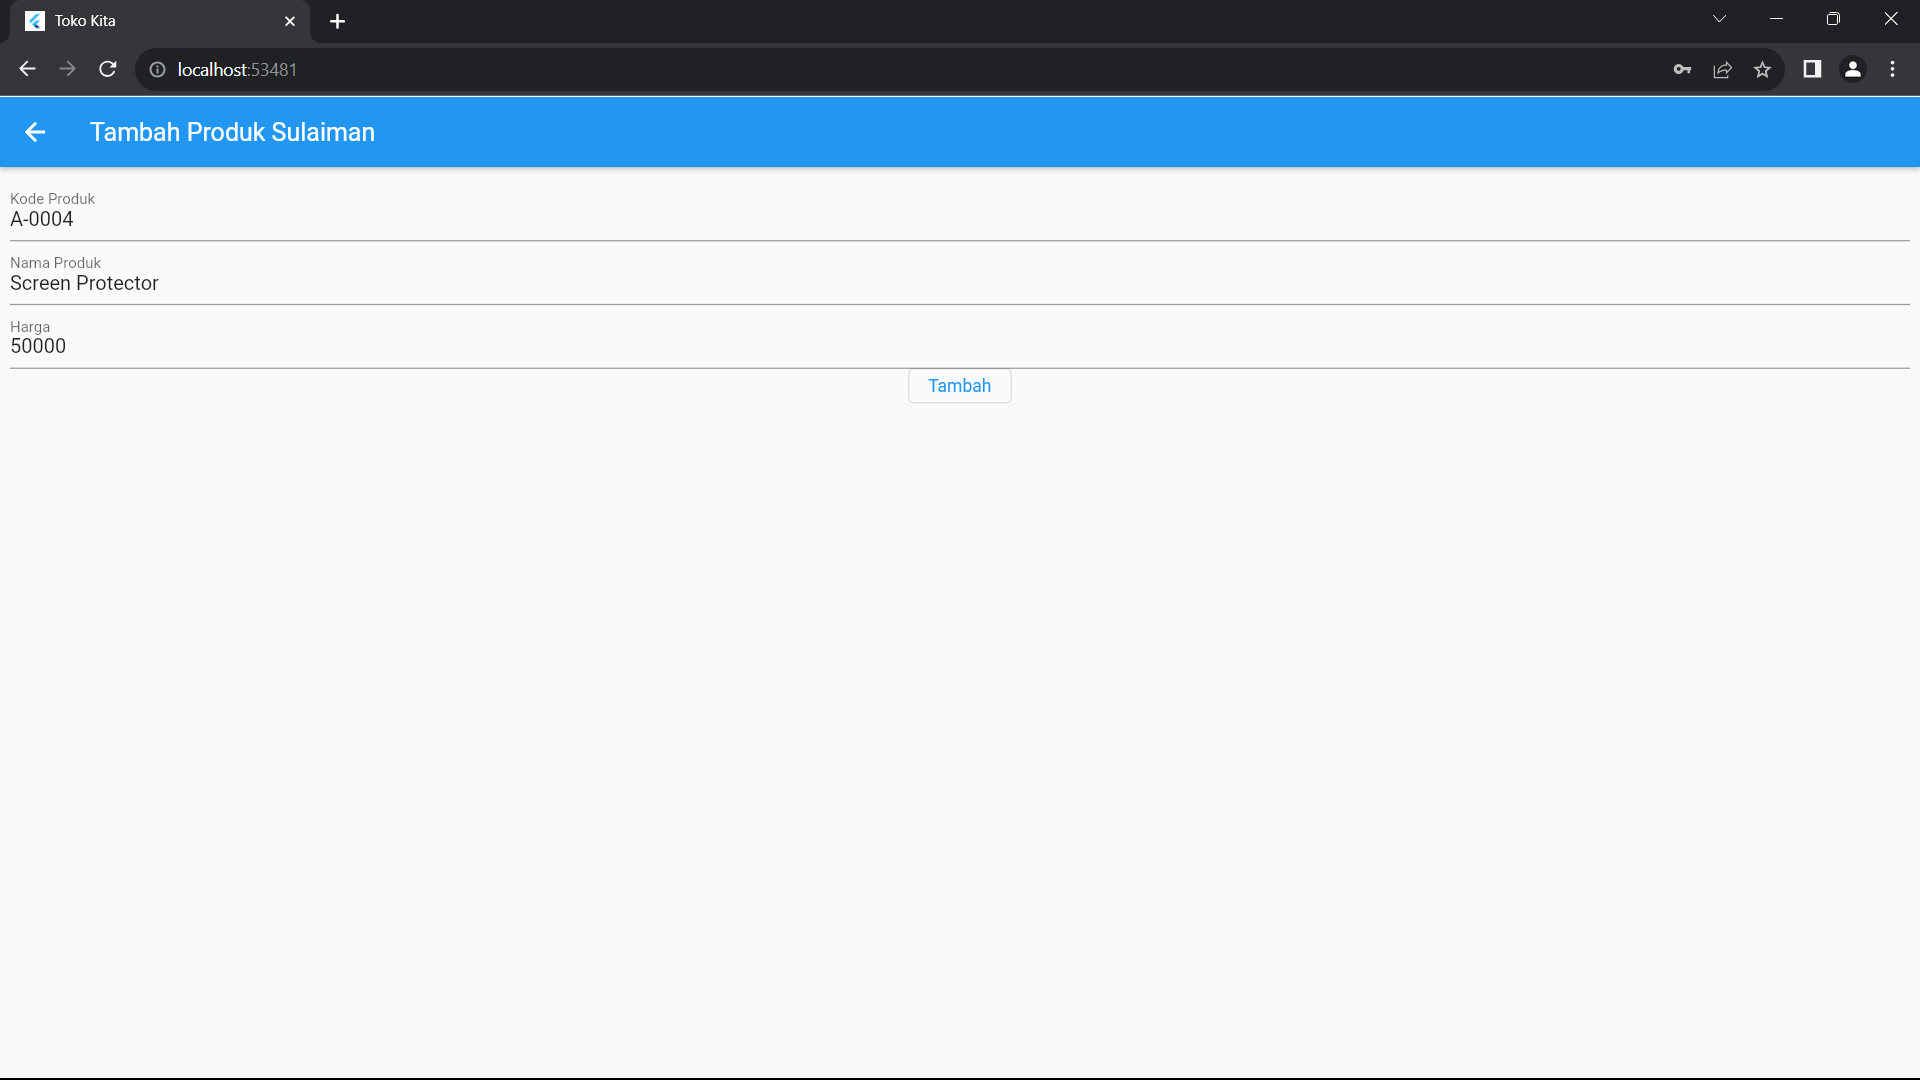 Toko Kita
localhost:53481
Tambah Produk Sulaiman
Kode Produk
A-0004
Nama Produk
Screen Protector
Harga
50000
Tambah